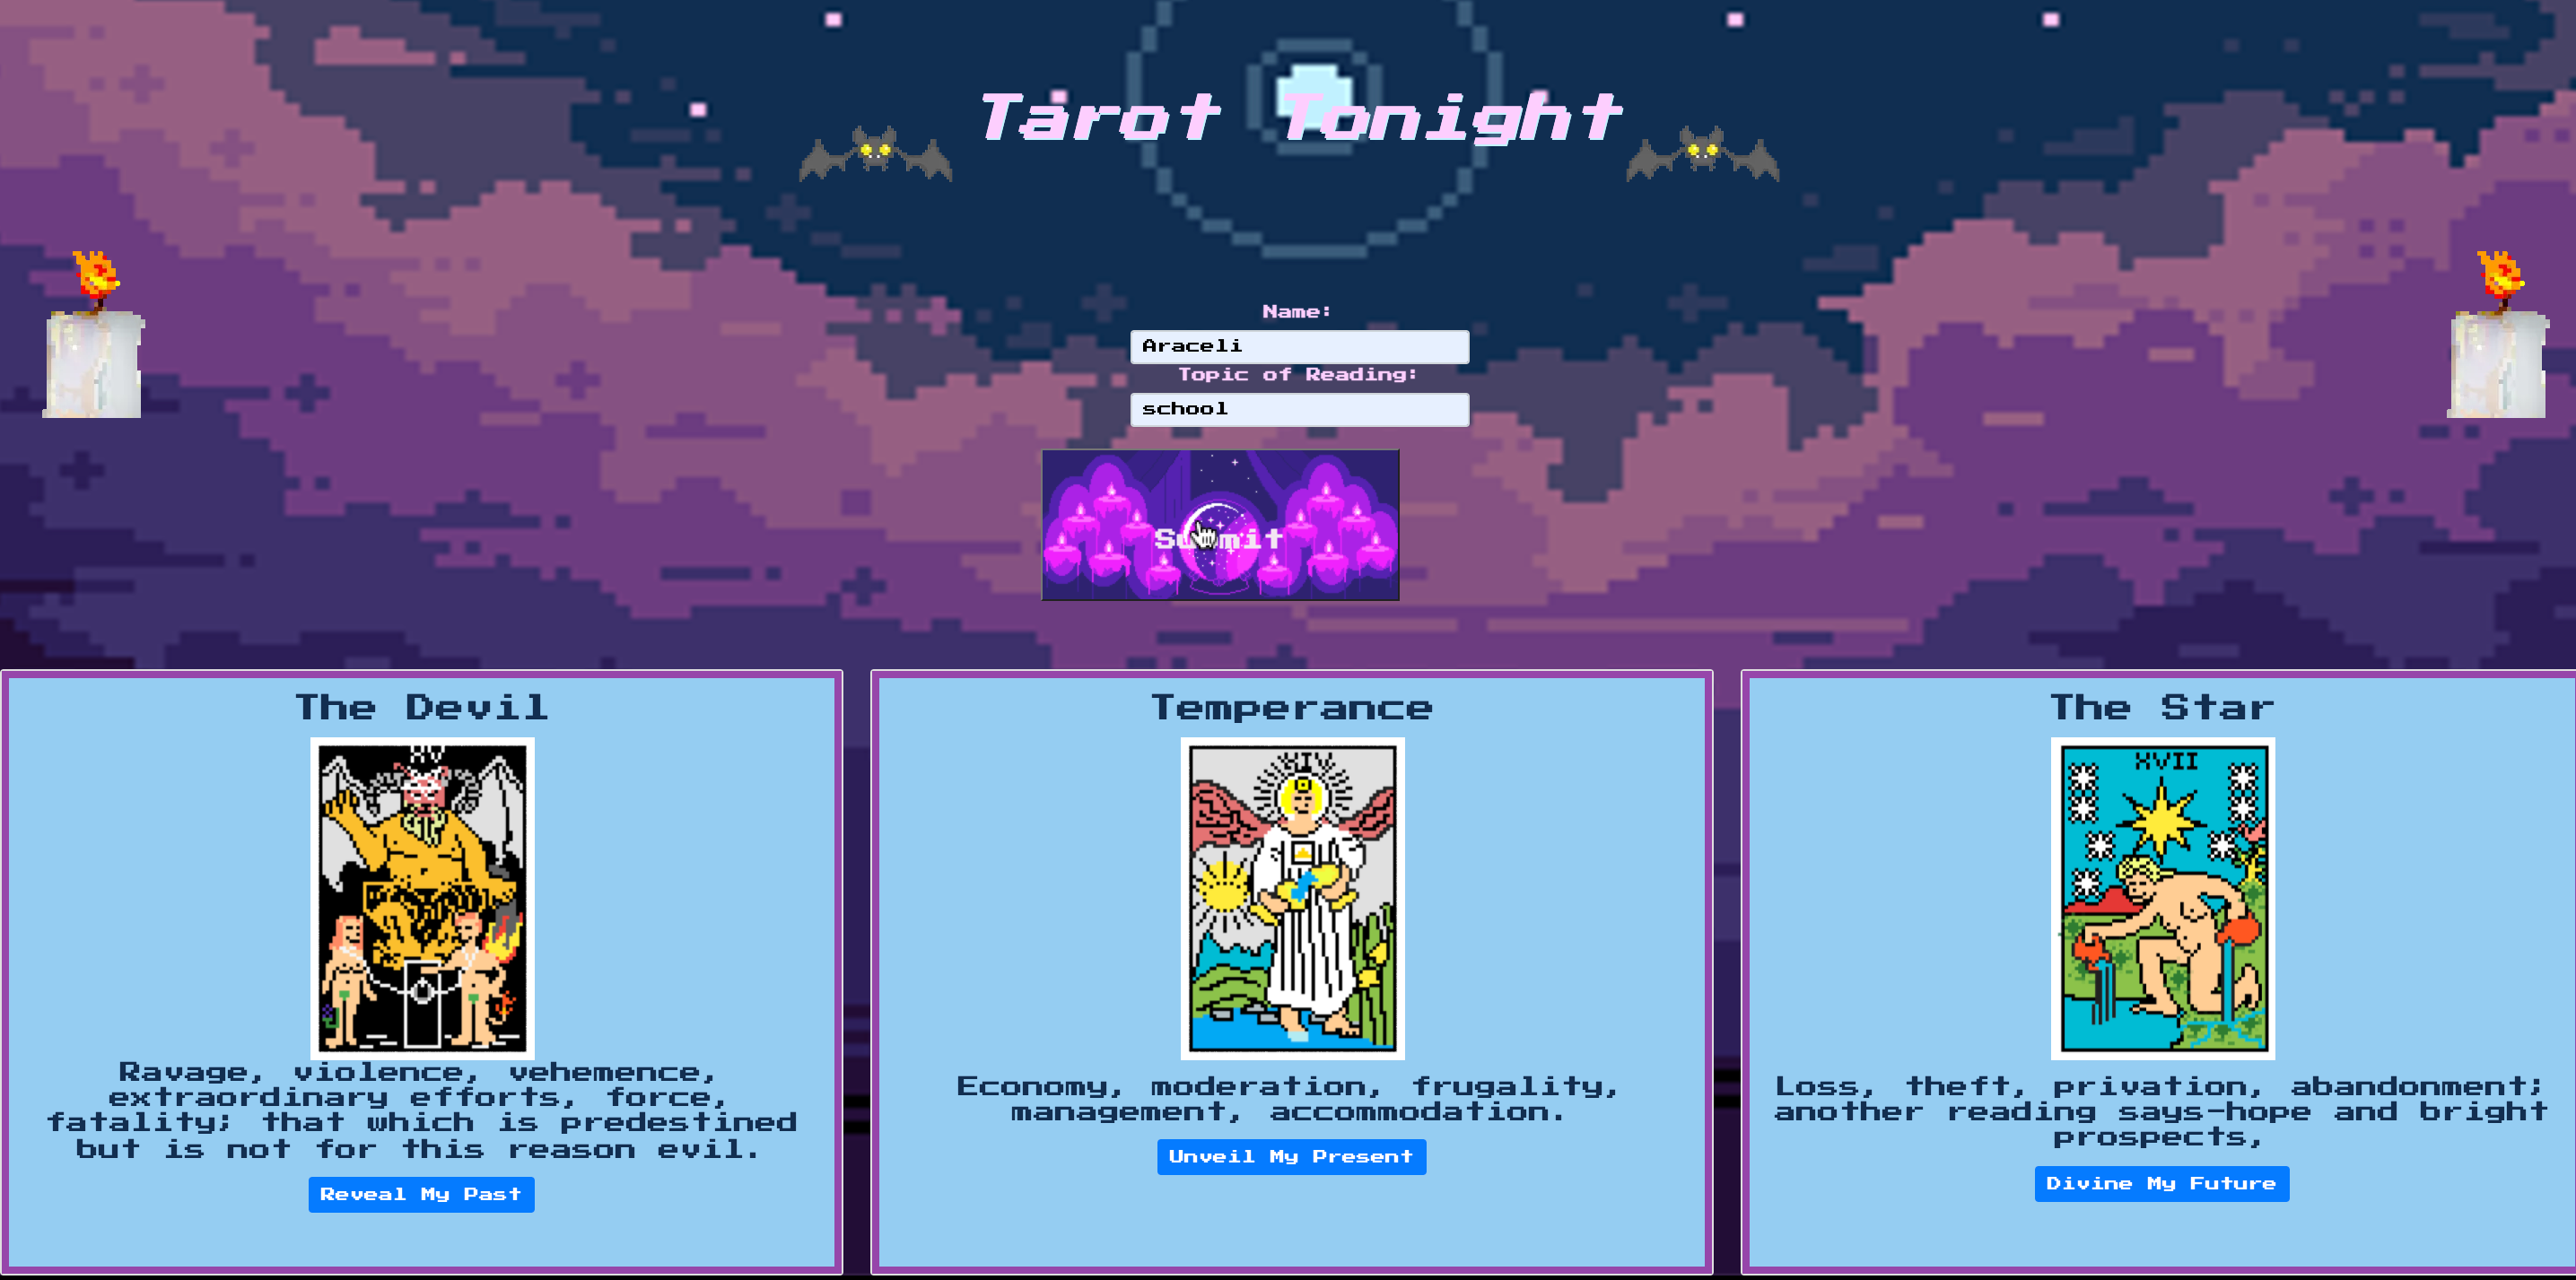 Tarot Tonight
Name:
Araceli
Topic of Reading:
school
Submit
The Devil
Temperance
XIV
The Star
XVII
Ravage, violence, vehemence,
extraordinary efforts, force,
fatality; that which is predestined
but is not for this reason evil.
Reveal My Past
Economy, moderation, frugality,
management, accommodation.
Unveil My Present
Loss, theft, privation, abandonment;
another reading says-hope and bright
prospects,
Divine My Future